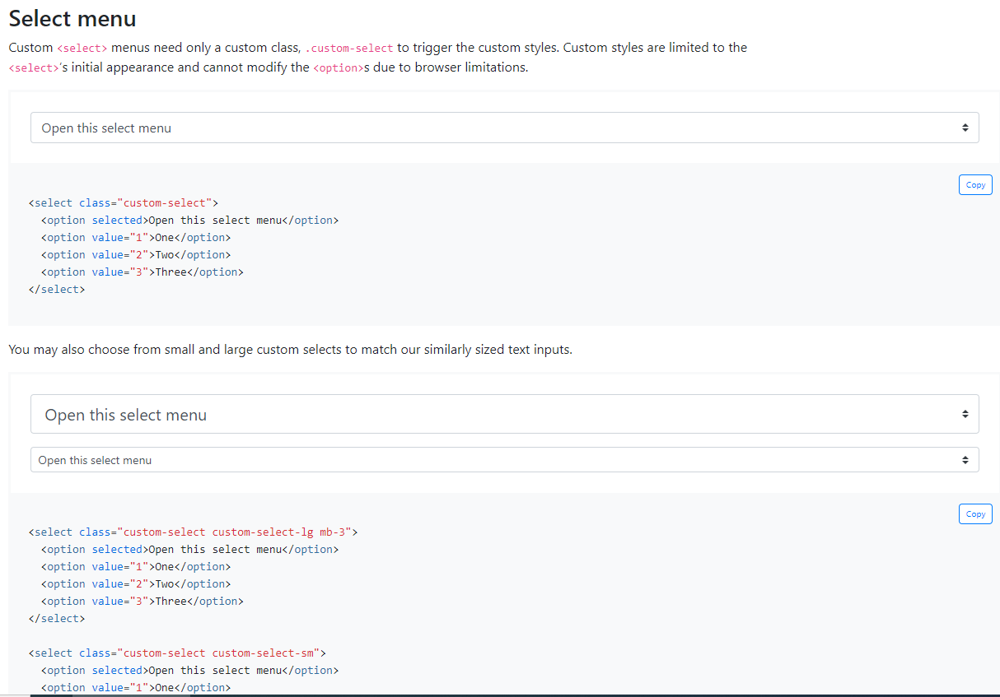 Select menu
Custom <select> menus need only a custom class, .custom-select to trigger the custom styles. Custom styles are limited to the
<select>’s initial appearance and cannot modify the <option>s due to browser limitations.
Open this select menu
Copy
<select class="custom-select">
  <option selected>Open this select menu</option>
  <option value="1">One</option>
  <option value="2">Two</option>
  <option value="3">Three</option>
</select>
You may also choose from small and large custom selects to match our similarly sized text inputs.
Open this select menu
Open this select menu
Copy
<select class="custom-select custom-select-lg mb-3">
  <option selected>Open this select menu</option>
  <option value="1">One</option>
  <option value="2">Two</option>
  <option value="3">Three</option>
</select>
<select class="custom-select custom-select-sm">
  <option selected>Open this select menu</option>
  <option value="1">One</option>